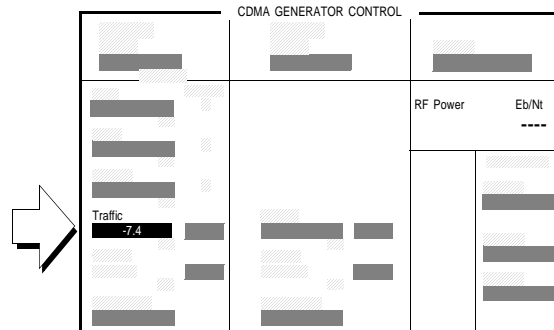 CDMA GENERATOR CONTROL
RF Power Eb/Nt
----
Traffic
-7.4